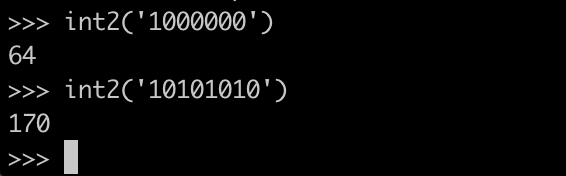 >>> int2('1000000')
64
>>> int2('10101010')
170
>>>